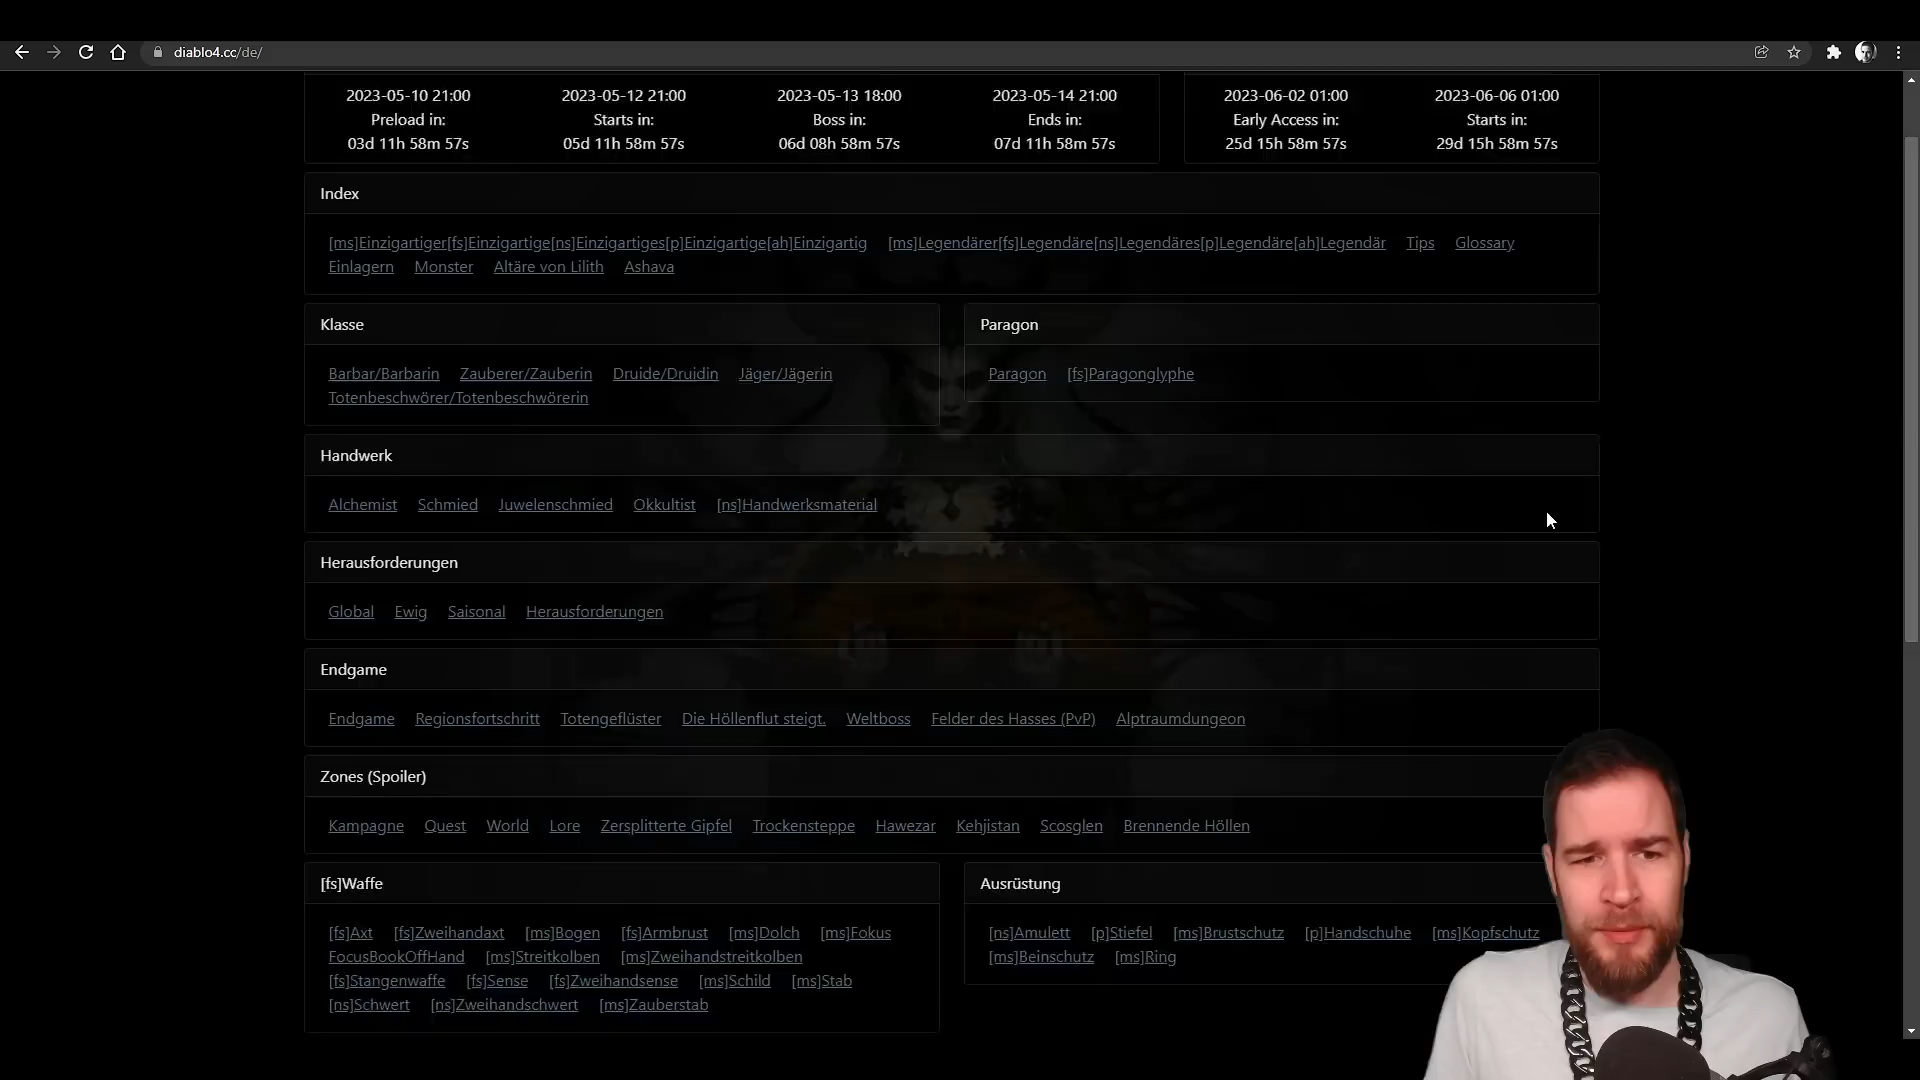 diablo4.cc/de/
2023-05-10 21:00 2023-05-12 21:00 2023-05-13 18:00 2023-05-14 21:00 2023-06-02 01:00 2023-06-06 01:00
Preload in: Starts in: Boss in: Ends in: Early Access in: Starts in:
03d 11h 58m 57s 05d 11h 58m 57s 06d 08h 58m 57s 07d 11h 58m 57s 25d 15h 58m 57s 29d 15h 58m 57s
Index
[ms]Einzigartiger[fs]Einzigartige[ns]Einzigartiges[p]Einzigartige[ah]Einzigartig [ms]Legendärer[fs]Legendäre[ns]Legendäres[p]Legendäre[ah]Legendär Tips Glossary
Einlagern Monster Altäre von Lilith Ashava
Klasse
Barbar/Barbarin Zauberer/Zauberin Druide/Druidin Jäger/Jägerin
Totenbeschwörer/Totenbeschwörerin
Paragon
Paragon [fs]Paragonglyphe
Handwerk
Alchemist Schmied Juwelenschmied Okkultist [ns]Handwerksmaterial
Herausforderungen
Global Ewig Saisonal Herausforderungen
Endgame
Endgame Regionsfortschritt Totengeflüster Die Höllenflut steigt. Weltboss Felder des Hasses (PvP) Alptraumdungeon
Zones (Spoiler)
Kampagne Quest World Lore Zersplitterte Gipfel Trockensteppe Hawezar Kehjistan Scosglen Brennende Höllen
[fs]Waffe
[fs]Axt [fs]Zweihandaxt [ms]Bogen [fs]Armbrust [ms]Dolch [ms]Fokus
FocusBookOffHand [ms]Streitkolben [ms]Zweihandstreitkolben
[fs]Stangenwaffe [fs]Sense [fs]Zweihandsense [ms]Schild [ms]Stab
[ns]Schwert [ns]Zweihandschwert [ms]Zauberstab
Ausrüstung
[ns]Amulett [p]Stiefel [ms]Brustschutz [p]Handschuhe [ms]Kopfschutz
[ms]Beinschutz [ms]Ring